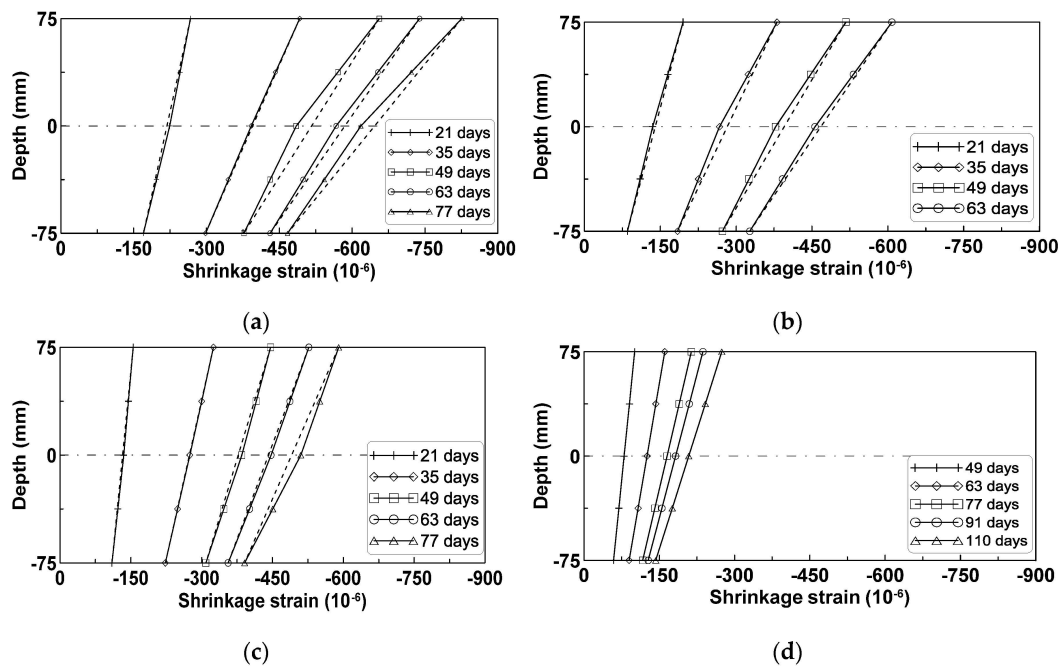 75
0
-75
Depth (mm)
21 days
35 days
49 days
63 days
77 days
0 -150 -300 -450 -600 -750 -900
Shrinkage strain (10-6)
(a)
75
0
-75
Depth (mm)
21 days
35 days
49 days
63 days
0 -150 -300 -450 -600 -750 -900
Shrinkage strain (10-6)
(b)
75
0
-75
Depth (mm)
21 days
35 days
49 days
63 days
77 days
0 -150 -300 -450 -600 -750 -900
Shrinkage strain (10-6)
(c)
75
0
-75
Depth (mm)
49 days
63 days
77 days
91 days
110 days
0 -150 -300 -450 -600 -750 -900
Shrinkage strain (10-6)
(d)